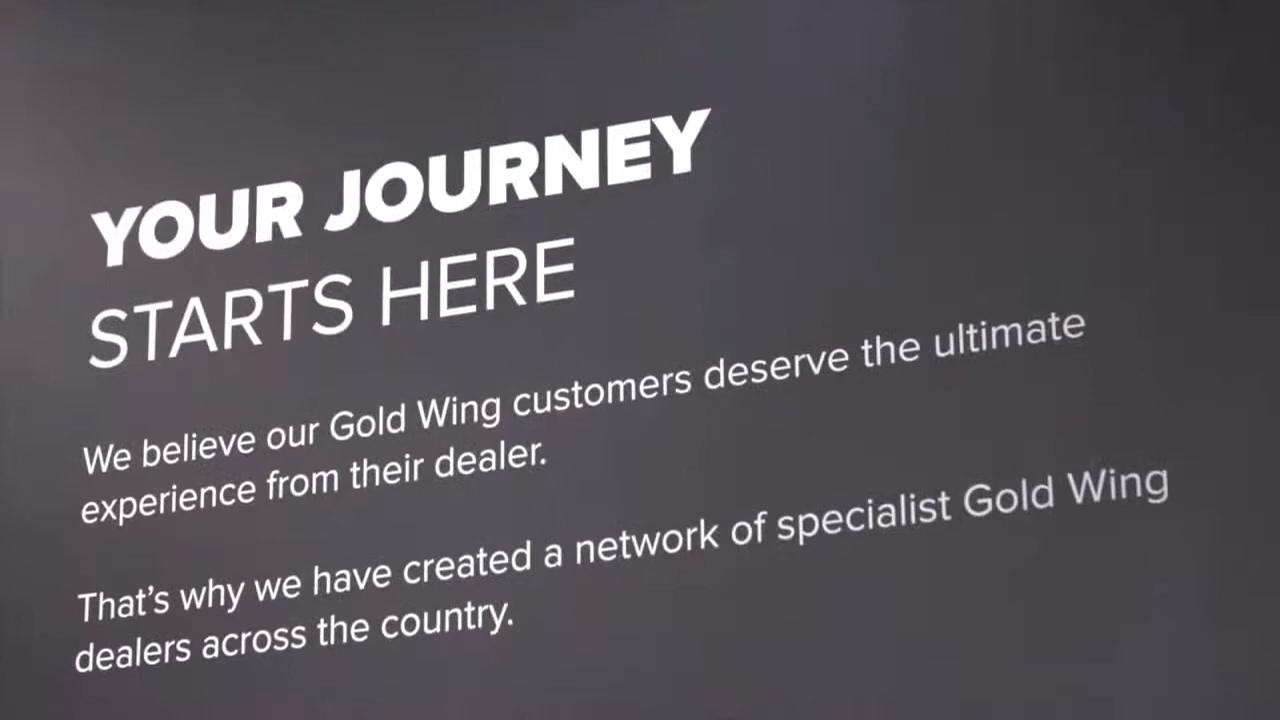 YOUR JOURNEY
STARTS HERE
We believe our Gold Wing customers deserve the ultimate
experience from their dealer.
That's why we have created a network of specialist Gold Wing
dealers across the country.